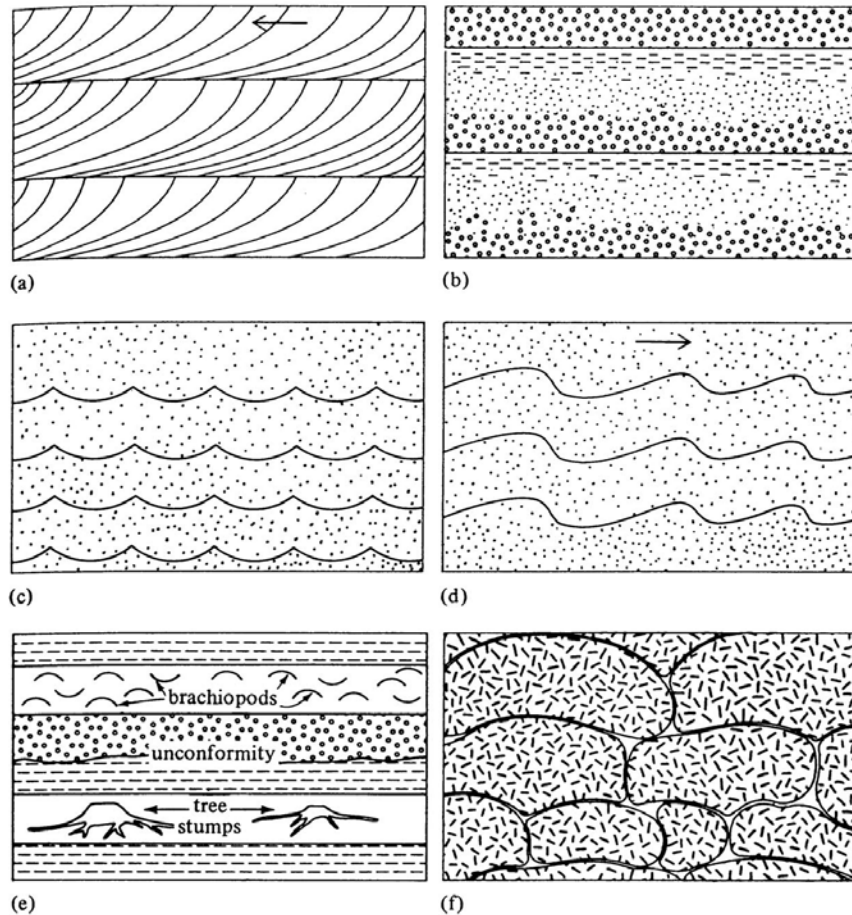 (a)
(b)
(c)
(d)
brachiopods
unconformity
tree
stumps
(e)
(f)